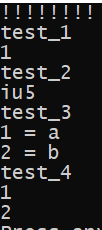 !!!!!!!!
test_1
1
test_2
iu5
test_3
1 = a
2 = b
test_4
1
2